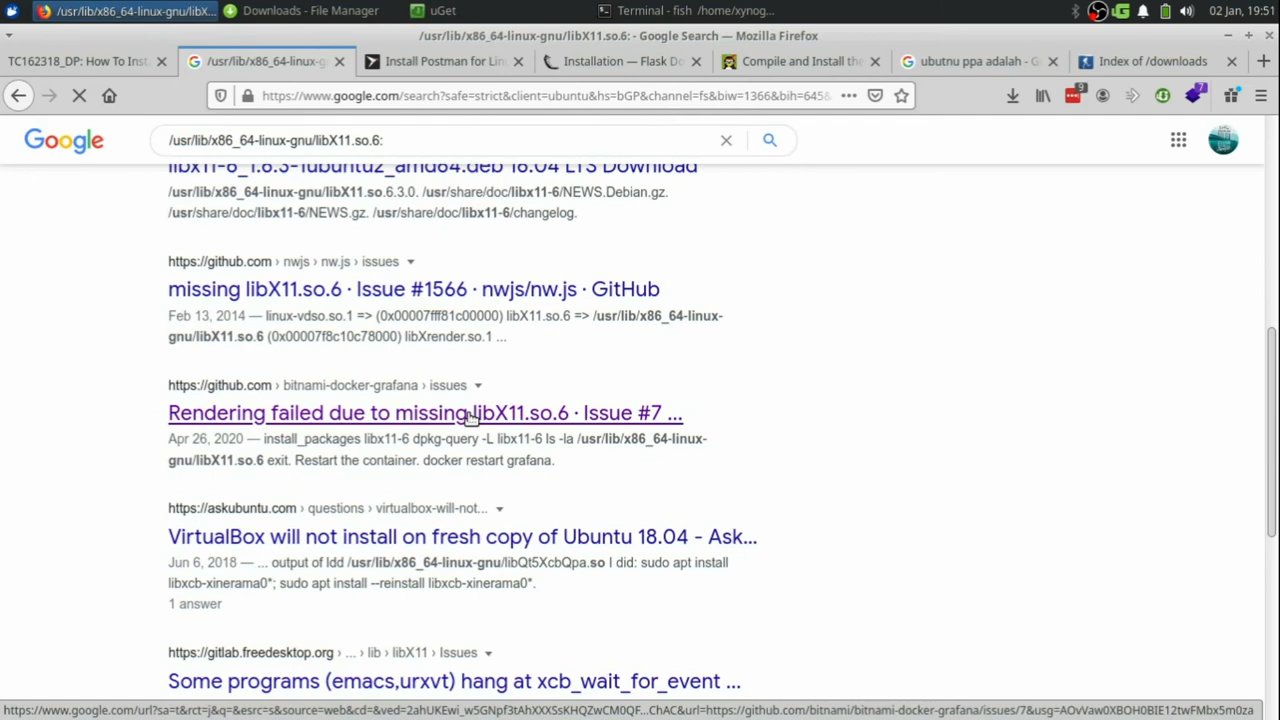 /usr/lib/x86_64-linux-gnu/libX...
Downloads - File Manager
uGet
Terminal - fish /home/xynog...
02 Jan, 19:51
/usr/lib/x86_64-linux-gnu/libX11.so.6: - Google Search — Mozilla Firefox
TC162318_DP: How To Inst
/usr/lib/x86_64-linux-g
Install Postman for Lin
Installation — Flask Do
Compile and Install the
ubutnu ppa adalah - G
Index of /downloads
https://www.google.com/search?safe=strict&client=ubuntu&hs=bGP&channel=fs&biw=1366&bih=645&
9
7
Google
/usr/lib/x86_64-linux-gnu/libX11.so.6:
libx11-6_1.6.3-1ubuntu2_amd64.deb 16.04 LTS Download
/usr/lib/x86_64-linux-gnu/libX11.so.6.3.0. /usr/share/doc/libx11-6/NEWS.Debian.gz.
/usr/share/doc/libx11-6/NEWS.gz. /usr/share/doc/libx11-6/changelog.
https://github.com › nwjs › nw.js › issues
missing libX11.so.6 · Issue #1566 · nwjs/nw.js · GitHub
Feb 13, 2014 — linux-vdso.so.1 => (0x00007fff81c00000) libX11.so.6 => /usr/lib/x86_64-linux-
gnu/libX11.so.6 (0x00007f8c10c78000) libXrender.so.1 ...
https://github.com › bitnami-docker-grafana › issues
Rendering failed due to missing libX11.so.6 · Issue #7 ...
Apr 26, 2020 — install_packages libx11-6 dpkg-query -L libx11-6 ls -la /usr/lib/x86_64-linux-
gnu/libX11.so.6 exit. Restart the container. docker restart grafana.
https://askubuntu.com › questions › virtualbox-will-not...
VirtualBox will not install on fresh copy of Ubuntu 18.04 - Ask...
Jun 6, 2018 — ... output of ldd /usr/lib/x86_64-linux-gnu/libQt5XcbQpa.so I did: sudo apt install
libxcb-xinerama0*; sudo apt install --reinstall libxcb-xinerama0*.
1 answer
https://gitlab.freedesktop.org › ... › lib › libX11 › Issues
Some programs (emacs,urxvt) hang at xcb_wait_for_event ...
https://www.google.com/url?sa=t&rct=j&q=&esrc=s&source=web&cd=&ved=2ahUKEwi_w5GNpf3tAhXXXSsKHQZwCM0QF...ChAC&url=https://github.com/bitnami/bitnami-docker-grafana/issues/7&usg=AOvVaw0XBOH0BIE12twFMbx5m0za